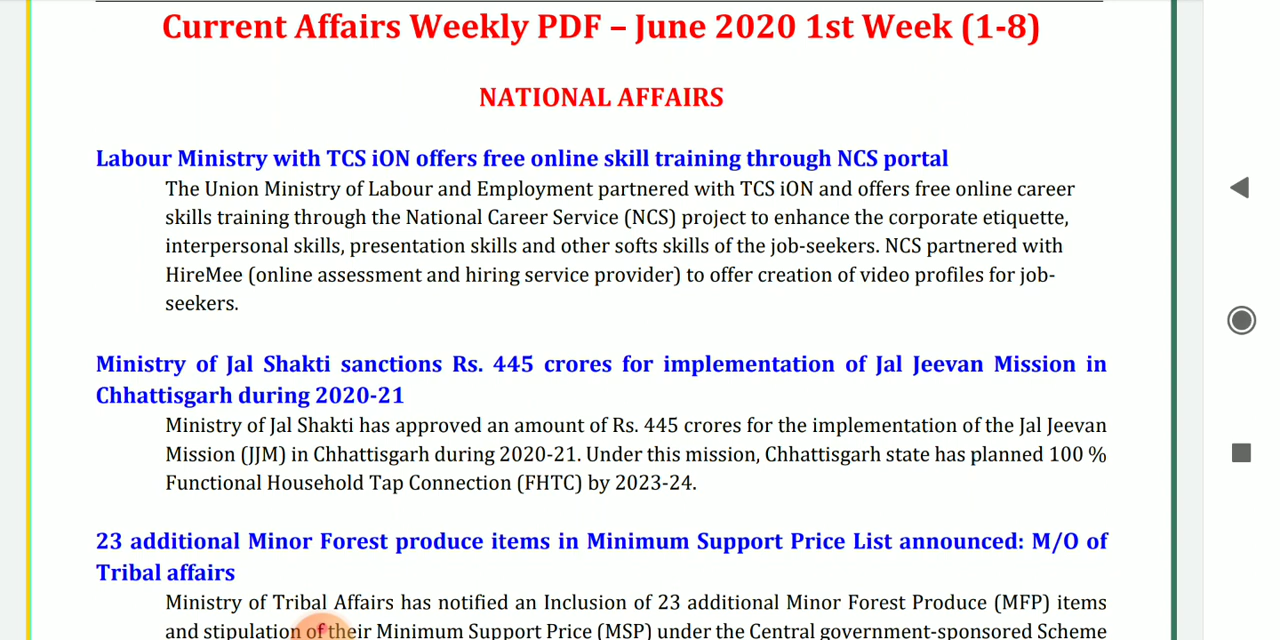 Current Affairs Weekly PDF – June 2020 1st Week (1-8)
NATIONAL AFFAIRS
Labour Ministry with TCS iON offers free online skill training through NCS portal
The Union Ministry of Labour and Employment partnered with TCS iON and offers free online career
skills training through the National Career Service (NCS) project to enhance the corporate etiquette,
interpersonal skills, presentation skills and other softs skills of the job-seekers. NCS partnered with
HireMee (online assessment and hiring service provider) to offer creation of video profiles for job-
seekers.
Ministry of Jal Shakti sanctions Rs. 445 crores for implementation of Jal Jeevan Mission in
Chhattisgarh during 2020-21
Ministry of Jal Shakti has approved an amount of Rs. 445 crores for the implementation of the Jal Jeevan
Mission (JJM) in Chhattisgarh during 2020-21. Under this mission, Chhattisgarh state has planned 100 %
Functional Household Tap Connection (FHTC) by 2023-24.
23 additional Minor Forest produce items in Minimum Support Price List announced: M/O of
Tribal affairs
Ministry of Tribal Affairs has notified an Inclusion of 23 additional Minor Forest Produce (MFP) items
and stipulation of their Minimum Support Price (MSP) under the Central government-sponsored Scheme